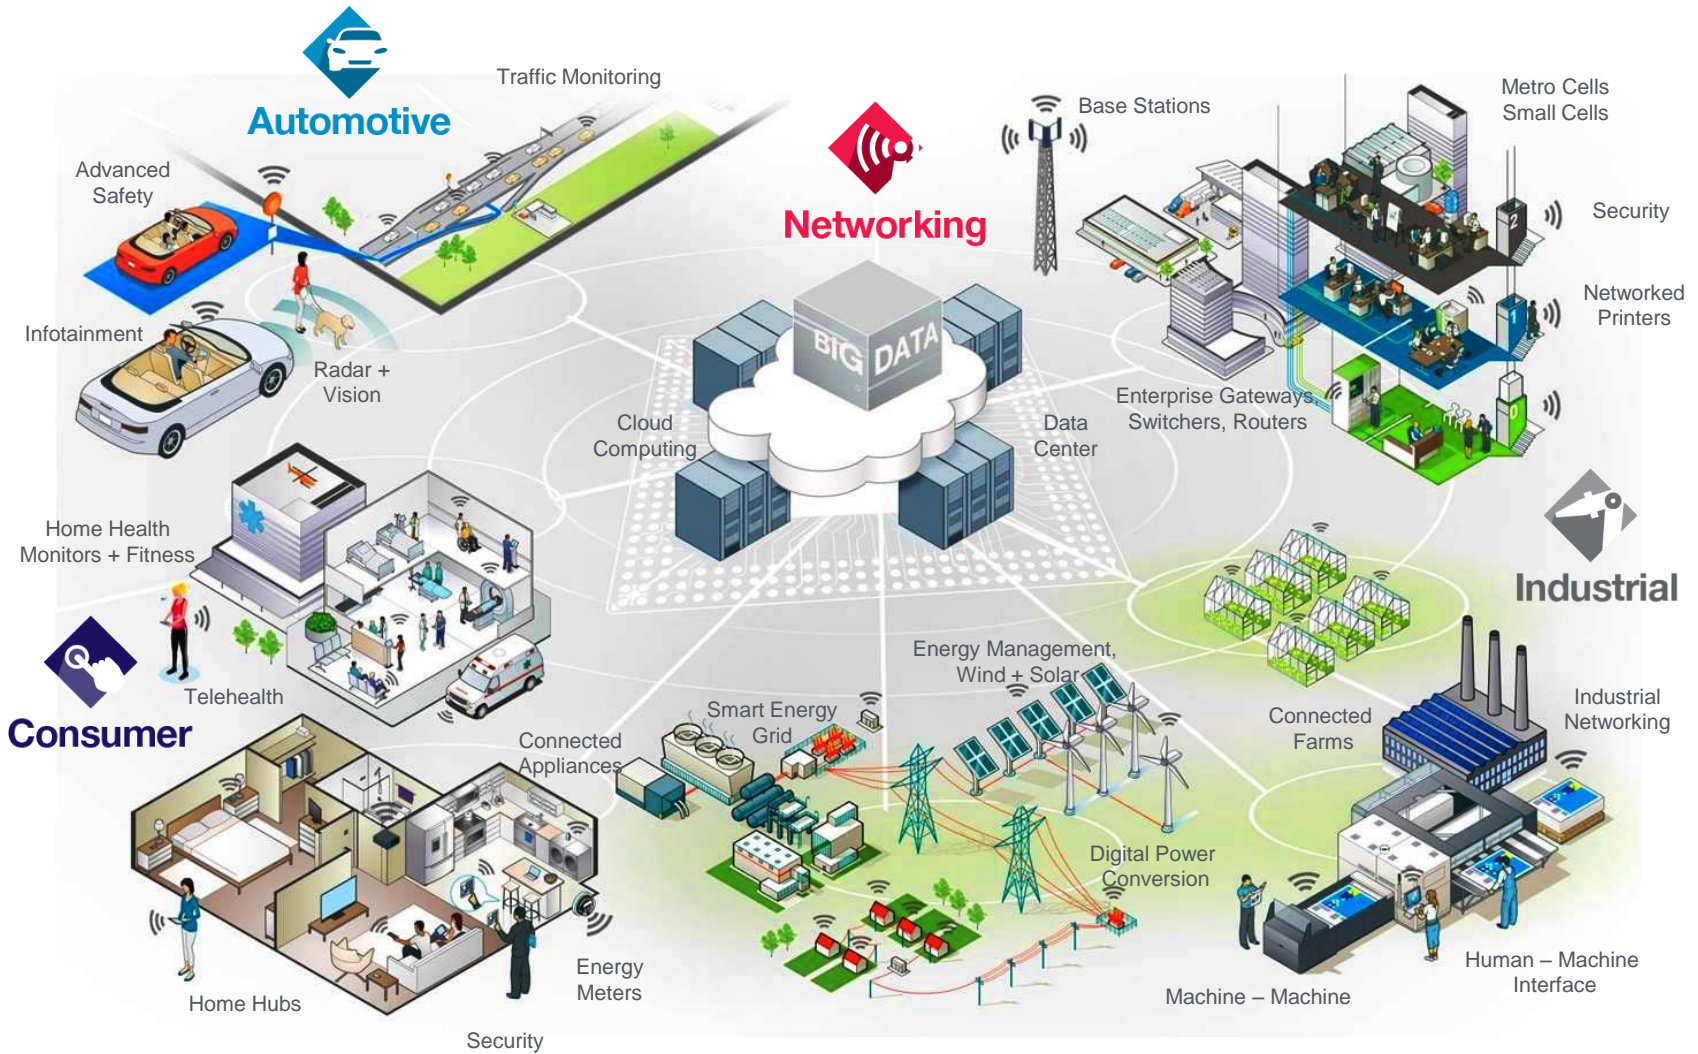 Traffic Monitoring
Automotive
Advanced
Safety
Infotainment
Radar +
Vision
Networking
Base Stations
Metro Cells
Small Cells
Security
Networked
Printers
2
1
0
Enterprise Gateways,
Switchers, Routers
BIG
DATA
Cloud
Computing
Data
Center
Home Health
Monitors + Fitness
Telehealth
Consumer
Industrial
Energy Management,
Wind + Solar
Smart Energy
Grid
Connected
Appliances
Connected
Farms
Industrial
Networking
Digital Power
Conversion
Energy
Meters
Home Hubs
Security
Machine – Machine
Human – Machine
Interface